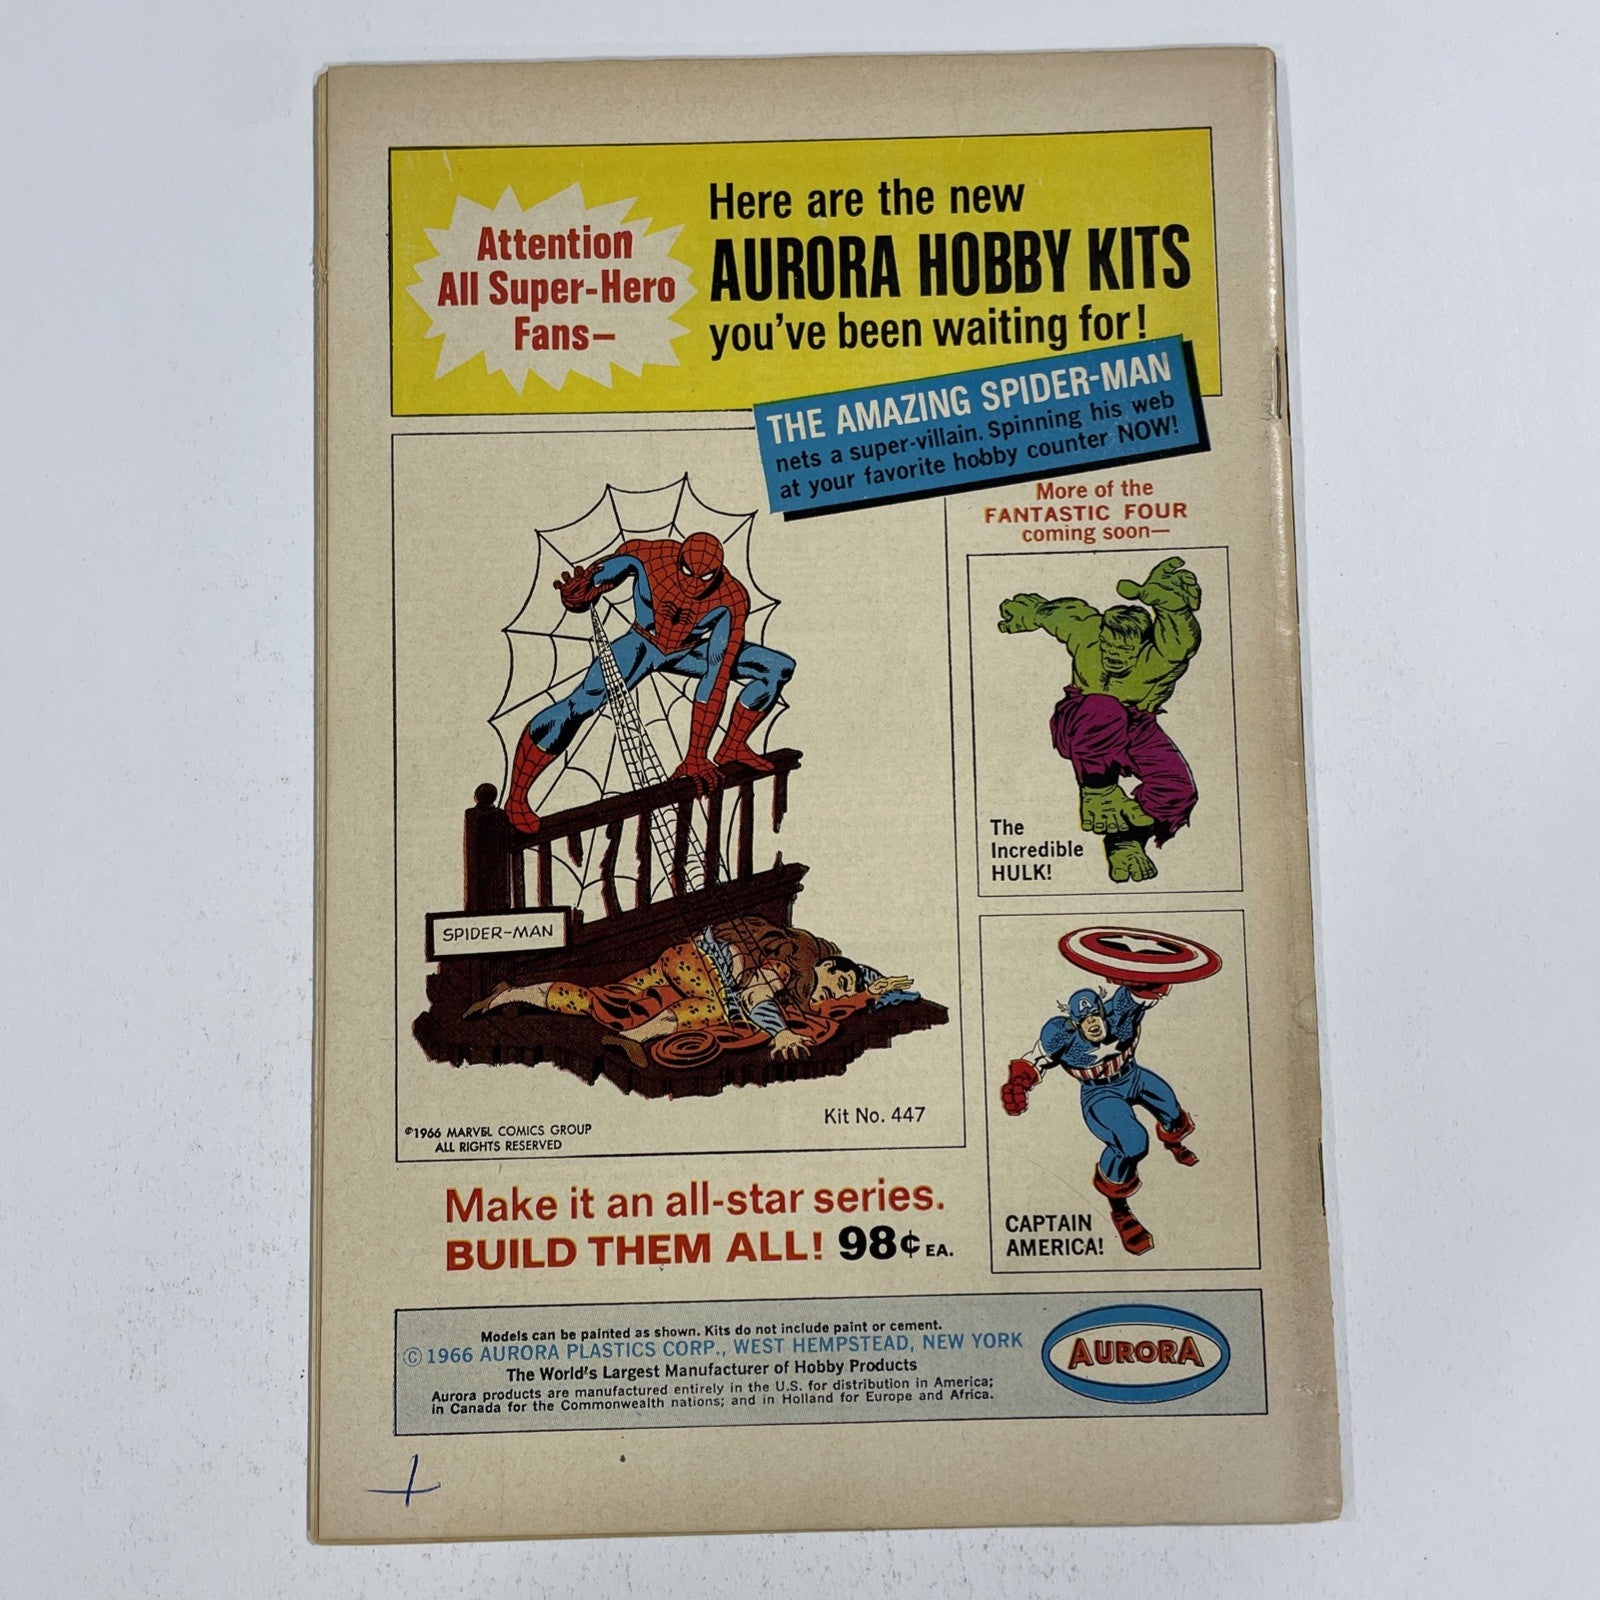 Attention
All Super-Hero
Fans—
Here are the new
AURORA HOBBY KITS
you've been waiting for!
THE AMAZING SPIDER-MAN
nets a super-villain. Spinning his web
at your favorite hobby counter NOW!
More of the
FANTASTIC FOUR
coming soon—
The
Incredible
HULK!
SPIDER-MAN
Kit No. 447
©1966 MARVEL COMICS GROUP
ALL RIGHTS RESERVED
CAPTAIN
AMERICA!
Make it an all-star series.
BUILD THEM ALL! 98¢ EA.
Models can be painted as shown. Kits do not include paint or cement.
© 1966 AURORA PLASTICS CORP., WEST HEMPSTEAD, NEW YORK
The World's Largest Manufacturer of Hobby Products
Aurora products are manufactured entirely in the U.S. for distribution in America;
in Canada for the Commonwealth nations; and in Holland for Europe and Africa.
AURORA